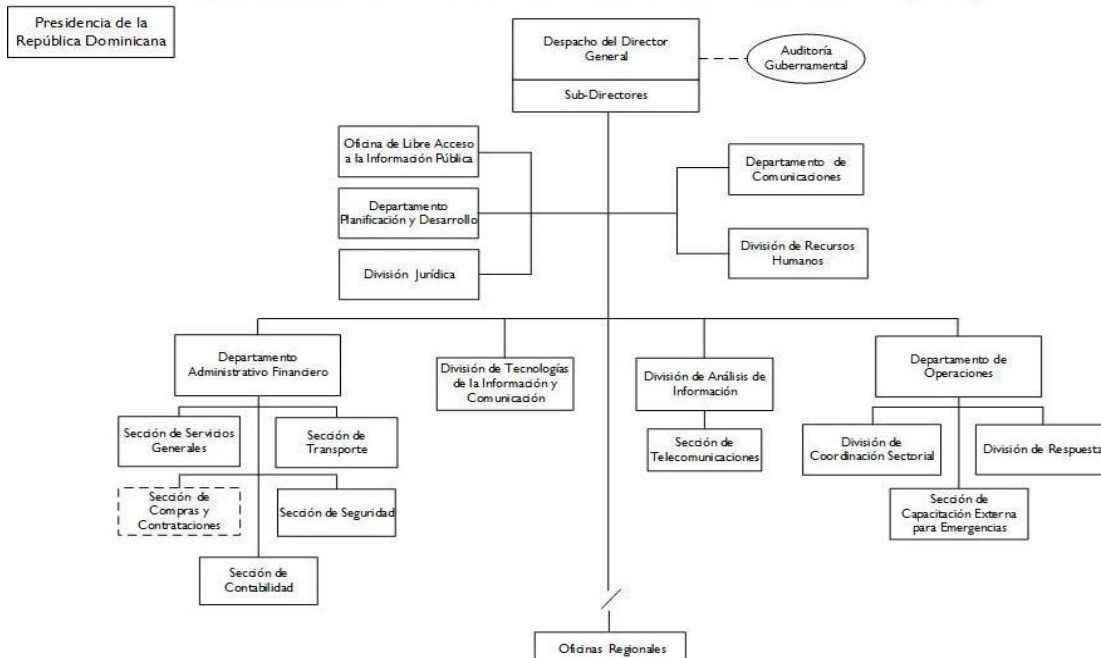 Presidencia de la
República Dominicana
Despacho del Director
General
Sub-Directores
Auditoría
Gubernamental
Oficina de Libre Acceso
a la Información Pública
Departamento
Planificación y Desarrollo
División Jurídica
Departamento de
Comunicaciones
División de Recursos
Humanos
Departamento
Administrativo Financiero
División de Tecnologías
de la Información y
Comunicación
División de Análisis de
Información
Departamento de
Operaciones
Sección de Servicios
Generales
Sección de
Transporte
Sección de
Compras y
Contrataciones
Sección de Seguridad
Sección de
Contabilidad
Sección de
Telecomunicaciones
División de
Coordinación Sectorial
División de Respuesta
Sección de
Capacitación Externa
para Emergencias
Oficinas Regionales